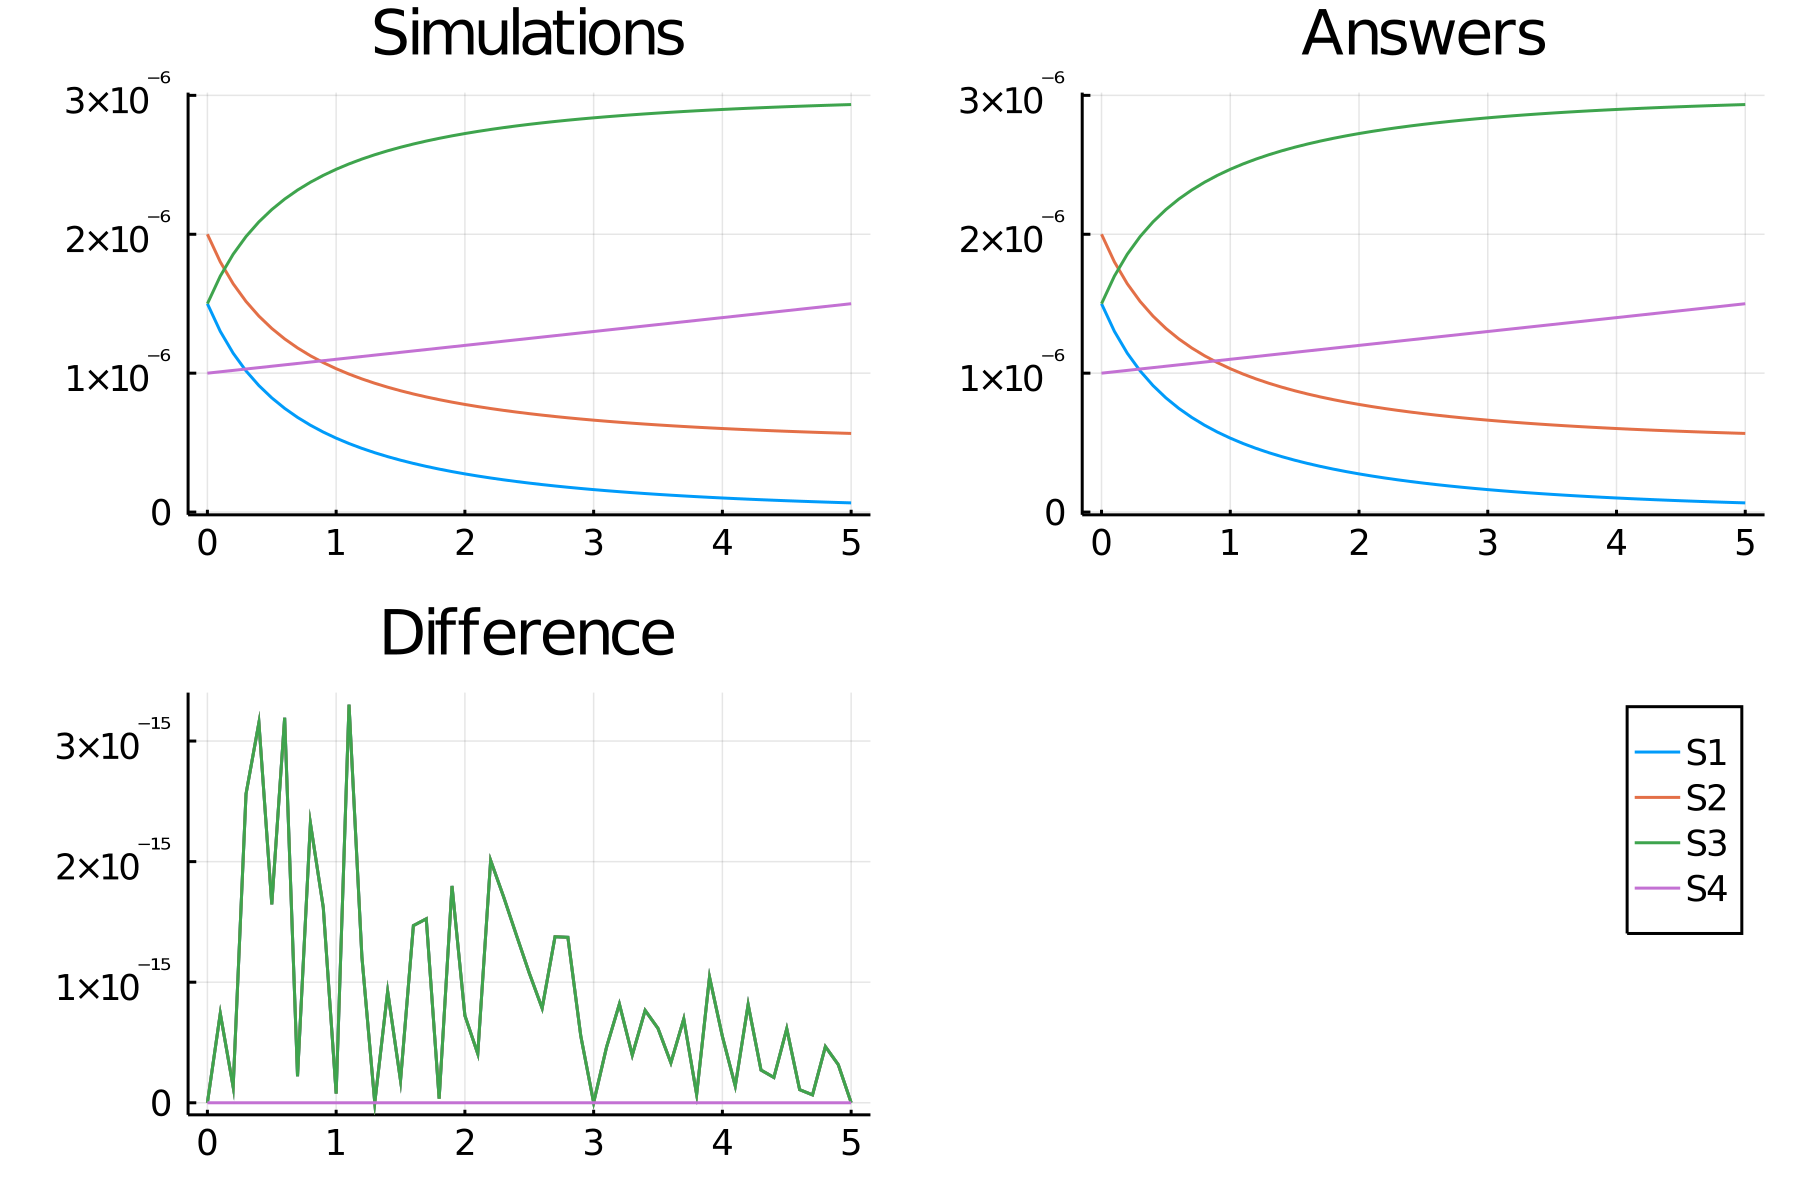 Simulations
3×10⁻⁶
2×10⁻⁶
1×10⁻⁶
0
0 1 2 3 4 5
Answers
3×10⁻⁶
2×10⁻⁶
1×10⁻⁶
0
0 1 2 3 4 5
Difference
3×10⁻¹⁵
2×10⁻¹⁵
1×10⁻¹⁵
0
0 1 2 3 4 5
S1
S2
S3
S4